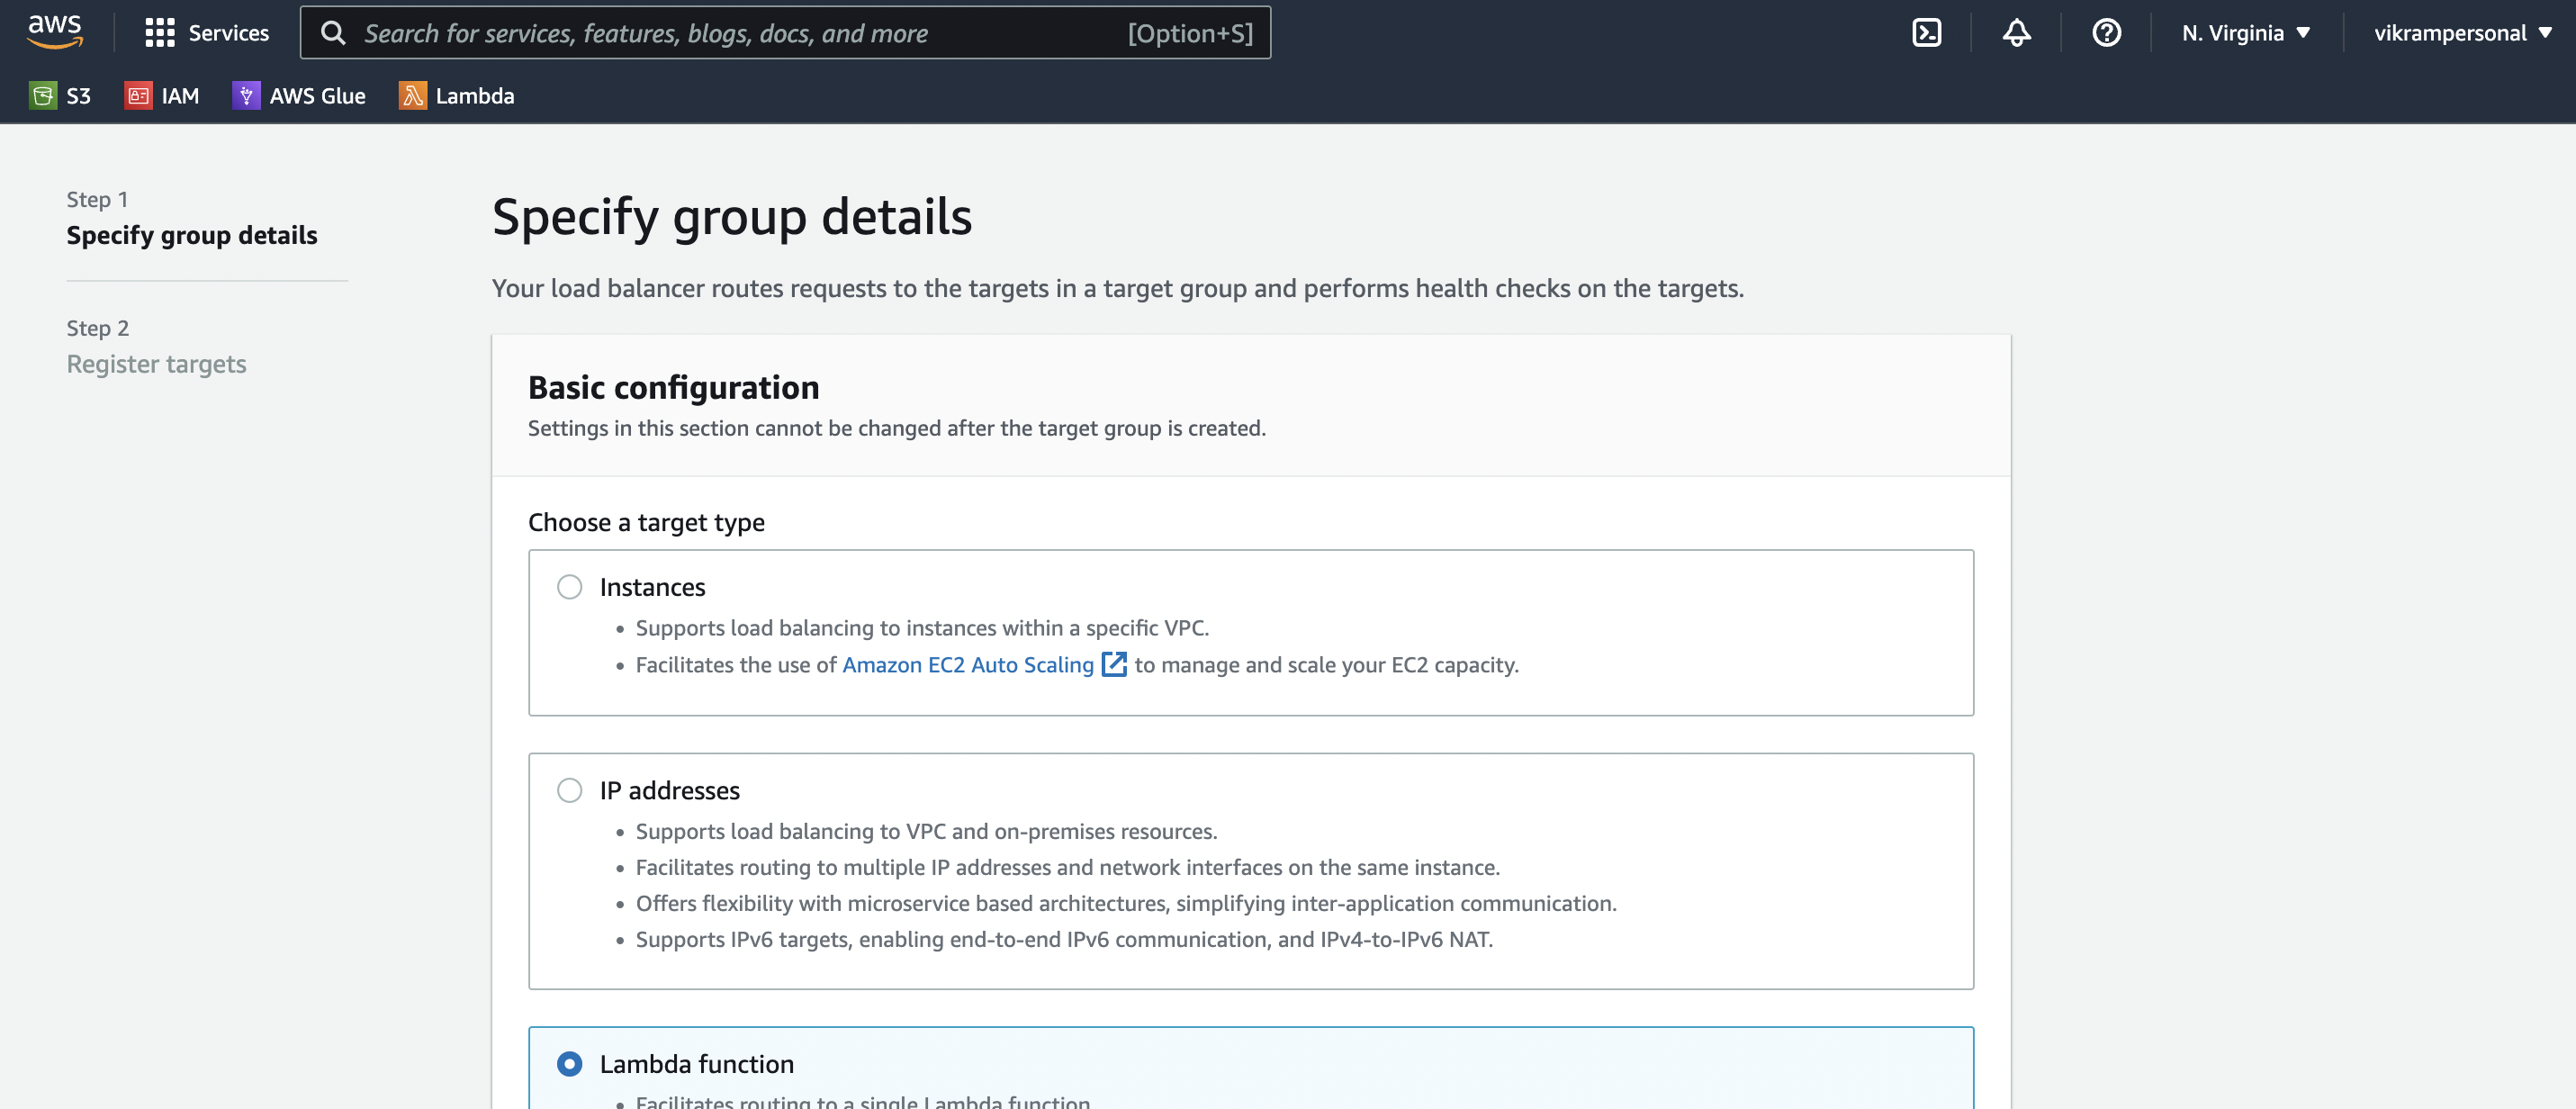 aws Services Search for services, features, blogs, docs, and more [Option+S] N. Virginia vikrampersonal
S3 IAM AWS Glue Lambda
Step 1
Specify group details
Step 2
Register targets
Specify group details
Your load balancer routes requests to the targets in a target group and performs health checks on the targets.
Basic configuration
Settings in this section cannot be changed after the target group is created.
Choose a target type
Instances
• Supports load balancing to instances within a specific VPC.
• Facilitates the use of Amazon EC2 Auto Scaling to manage and scale your EC2 capacity.
IP addresses
• Supports load balancing to VPC and on-premises resources.
• Facilitates routing to multiple IP addresses and network interfaces on the same instance.
• Offers flexibility with microservice based architectures, simplifying inter-application communication.
• Supports IPv6 targets, enabling end-to-end IPv6 communication, and IPv4-to-IPv6 NAT.
Lambda function
• Facilitates routing to a single Lambda function.